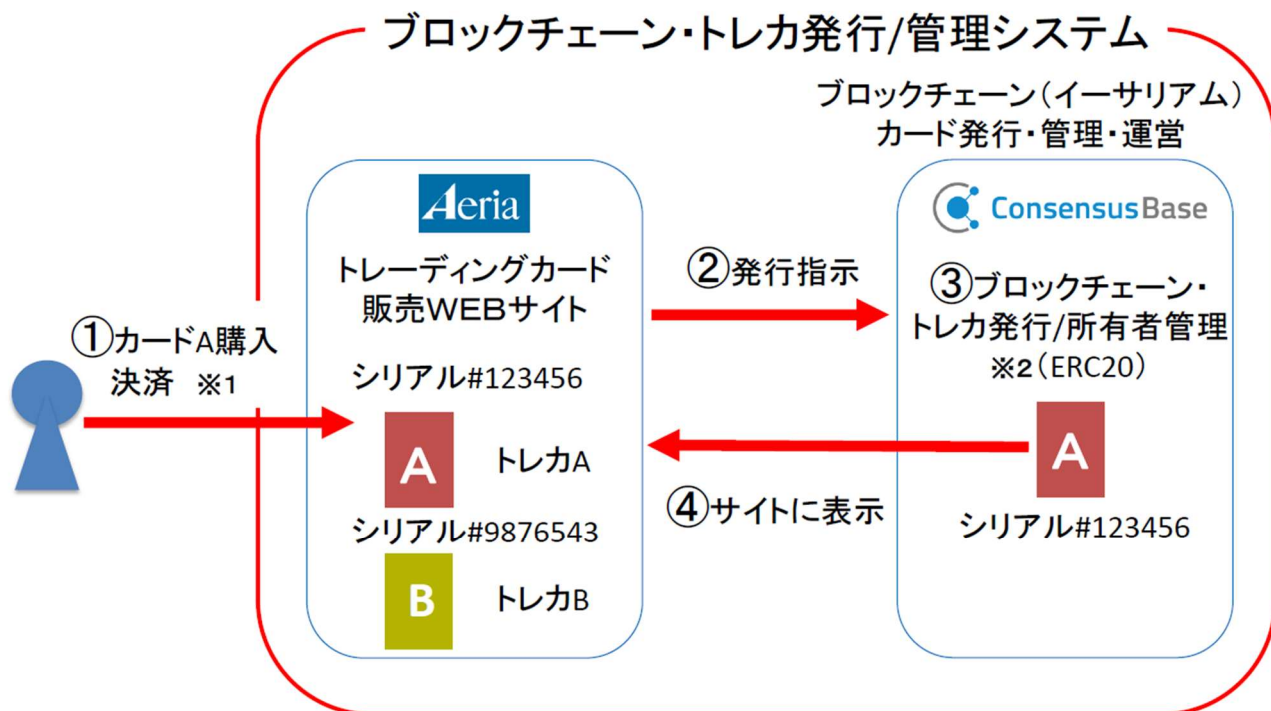 ブロックチェーン・トレカ発行/管理システム
ブロックチェーン(イーサリアム)
カード発行・管理・運営
Aeria
トレーディングカード
販売WEBサイト
シリアル#123456
A
トレカA
シリアル#9876543
B
トレカB
①カードA購入
決済 ※1
②発行指示
ConsensusBase
③ブロックチェーン・
トレカ発行/所有者管理
※2(ERC20)
A
シリアル#123456
④サイトに表示